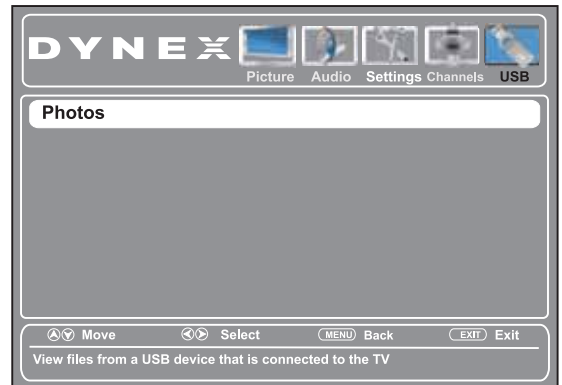 DYNEX
Picture Audio Settings Channels USB
Photos
Move Select MENU Back EXIT Exit
View files from a USB device that is connected to the TV